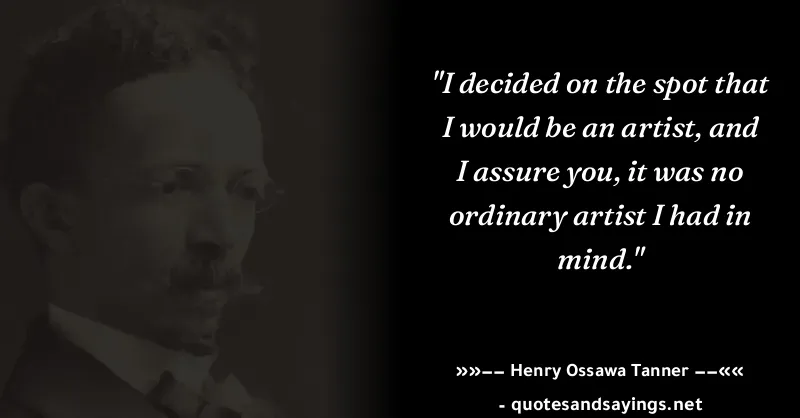 "I decided on the spot that
I would be an artist, and
I assure you, it was no
ordinary artist I had in
mind."
»»−− Henry Ossawa Tanner −−««
- quotesandsayings.net